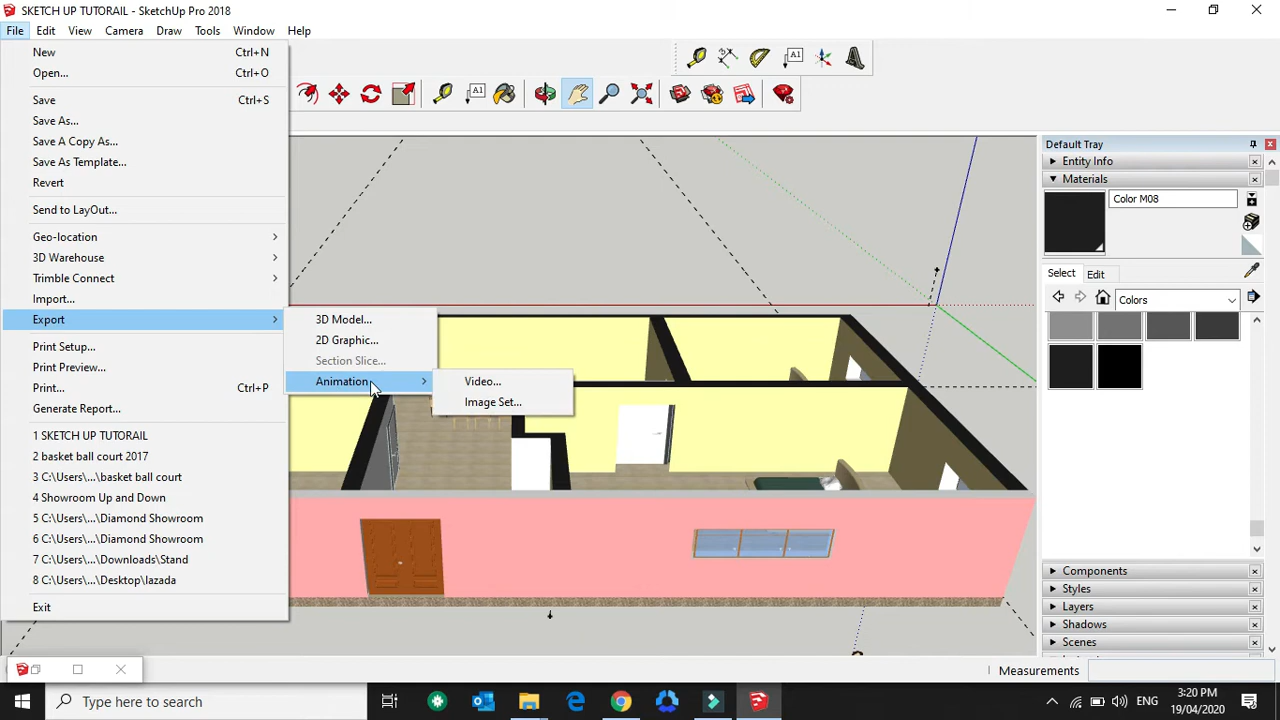 SKETCH UP TUTORAIL - SketchUp Pro 2018
File Edit View Camera Draw Tools Window Help
New Ctrl+N
Open... Ctrl+O
Save Ctrl+S
Save As...
Save A Copy As...
Save As Template...
Revert
Send to LayOut...
Geo-location
3D Warehouse
Trimble Connect
Import...
Export
Print Setup...
Print Preview...
Print... Ctrl+P
Generate Report...
1 SKETCH UP TUTORAIL
2 basket ball court 2017
3 C:\Users\...\basket ball court
4 Showroom Up and Down
5 C:\Users\...\Diamond Showroom
6 C:\Users\...\Diamond Showroom
7 C:\Users\...\Downloads\Stand
8 C:\Users\...\Desktop\lazada
Exit
3D Model...
2D Graphic...
Section Slice...
Animation
Video...
Image Set...
A1
A1
Default Tray
Entity Info
Materials
Color M08
Select Edit
Colors
Components
Styles
Layers
Shadows
Scenes
Measurements
Type here to search
ENG
3:20 PM
19/04/2020